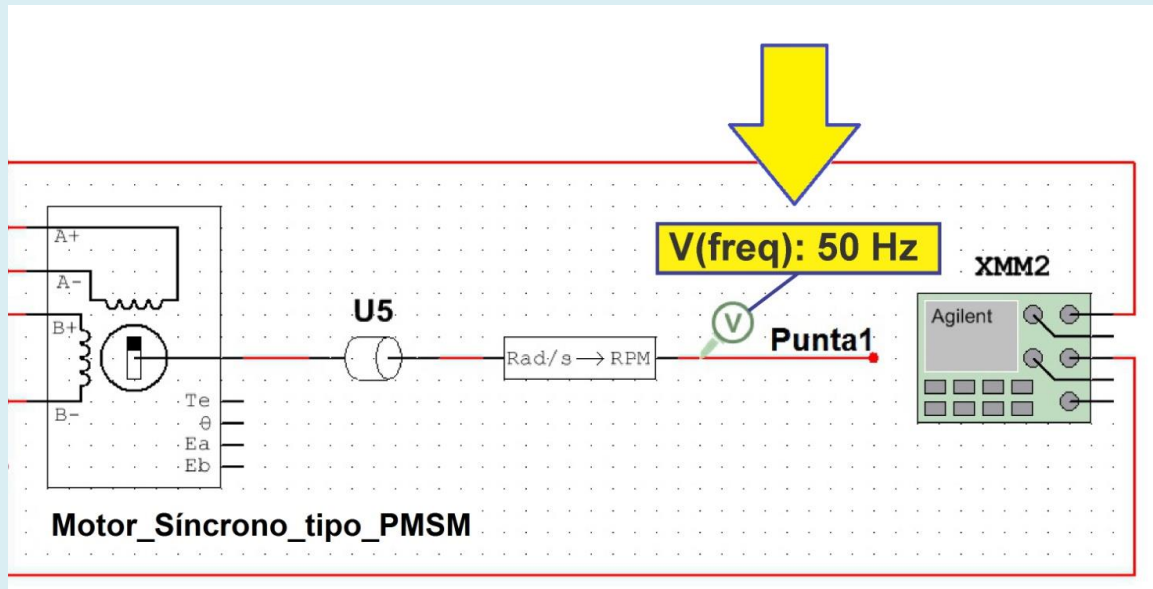 V(freq): 50 Hz
XMM2
Agilent
A+
A-
B+
B-
U5
Rad/s → RPM
Punta1
Te
θ
Ea
Eb
Motor_Síncrono_tipo_PMSM